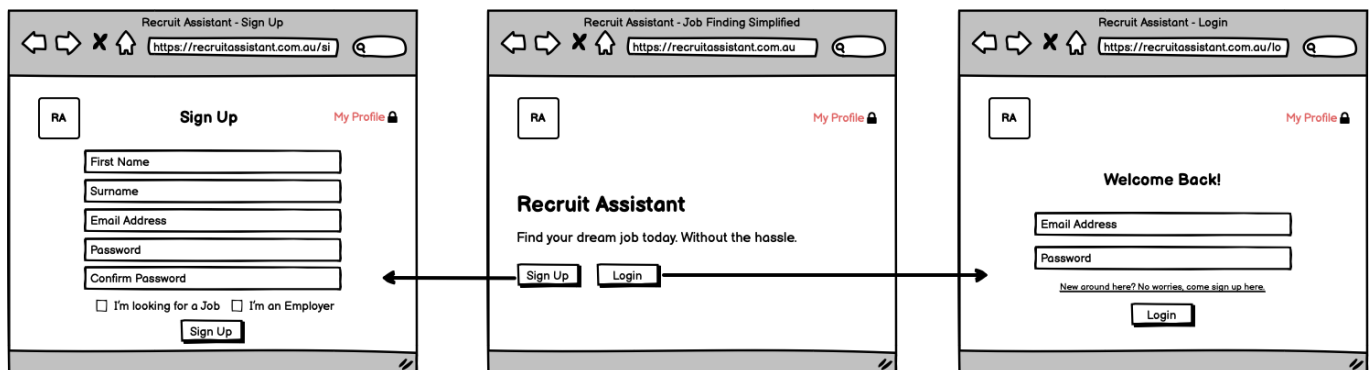 Recruit Assistant - Sign Up
https://recruitassistant.com.au/si
RA
Sign Up
My Profile
First Name
Surname
Email Address
Password
Confirm Password
I'm looking for a Job
I'm an Employer
Sign Up
Recruit Assistant - Job Finding Simplified
https://recruitassistant.com.au
RA
My Profile
Recruit Assistant
Find your dream job today. Without the hassle.
Sign Up
Login
Recruit Assistant - Login
https://recruitassistant.com.au/lo
RA
My Profile
Welcome Back!
Email Address
Password
New around here? No worries, come sign up here.
Login